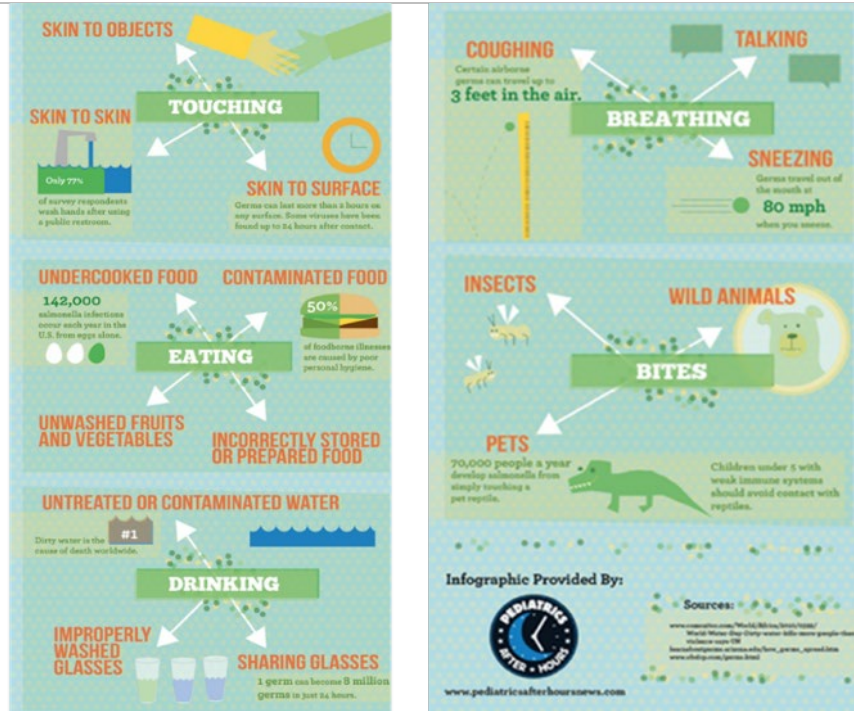 SKIN TO OBJECTS
TOUCHING
SKIN TO SKIN
Only 77%
of survey respondents
wash hands after using
a public restroom.
SKIN TO SURFACE
Germs can last more than 2 hours on
any surface. Some viruses have been
found up to 24 hours after contact.
UNDERCOOKED FOOD
142,000
salmonella infections
occur each year in the
U.S. from eggs alone.
CONTAMINATED FOOD
50%
of foodborne illnesses
are caused by poor
personal hygiene.
EATING
UNWASHED FRUITS
AND VEGETABLES
INCORRECTLY STORED
OR PREPARED FOOD
UNTREATED OR CONTAMINATED WATER
Dirty water is the
#1
cause of death worldwide.
DRINKING
IMPROPERLY
WASHED
GLASSES
SHARING GLASSES
1 germ can become 8 million
germs in just 24 hours.
COUGHING
Certain airborne
germs can travel up to
3 feet in the air.
TALKING
BREATHING
SNEEZING
Germs travel out of
the mouth at
80 mph
when you sneeze.
INSECTS
WILD ANIMALS
BITES
PETS
70,000 people a year
develop salmonella from
simply touching a
pet reptile.
Children under 5 with
weak immune systems
should avoid contact with
reptiles.
Infographic Provided By:
PEDIATRICS
AFTER HOURS
www.pediatricsafterhoursnews.com
Sources: